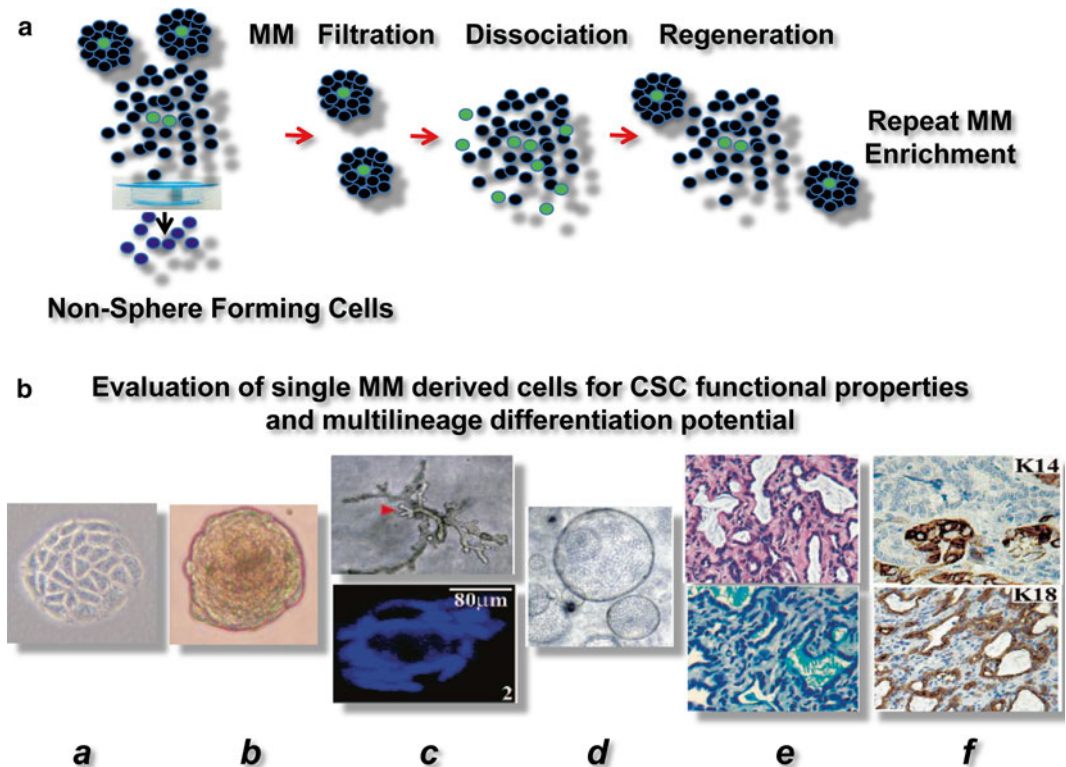 a
MM Filtration Dissociation Regeneration
Repeat MM
Enrichment
Non-Sphere Forming Cells
b
Evaluation of single MM derived cells for CSC functional properties
and multilineage differentiation potential
K14
80µm
K18
2
a b c d e f